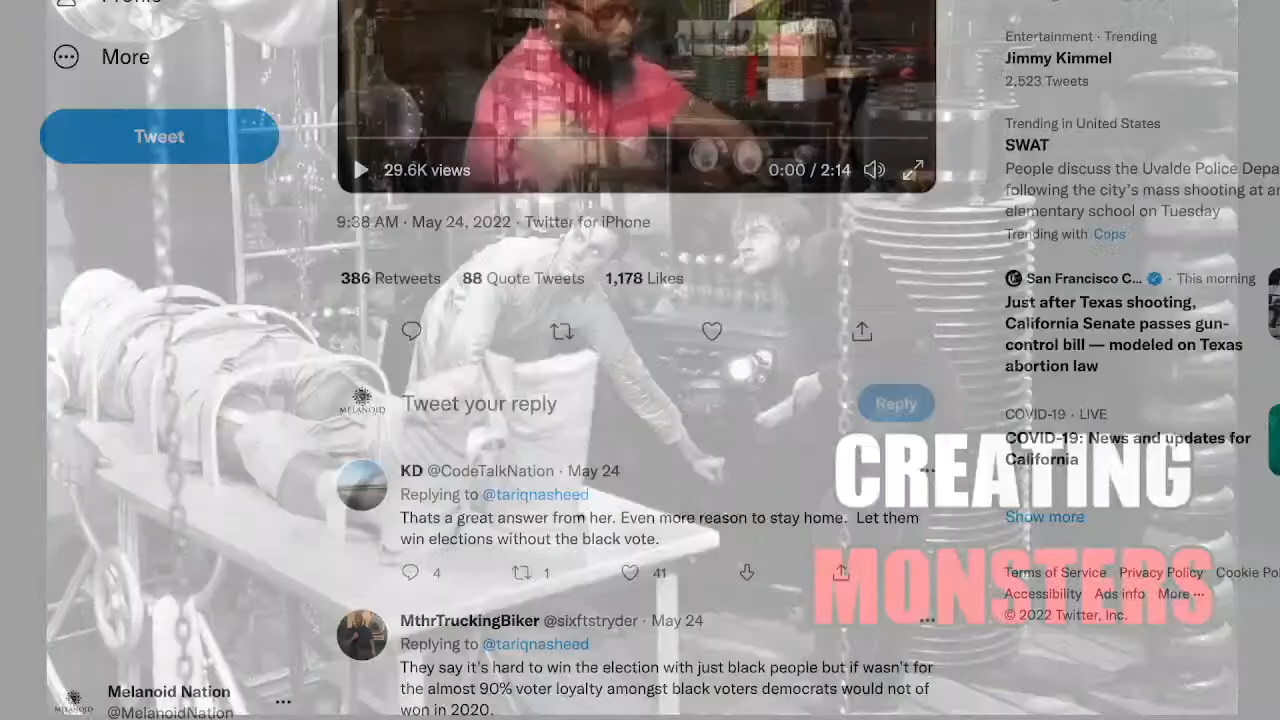 More
Tweet
29.6K views
0:00 / 2:14
9:38 AM · May 24, 2022 · Twitter for iPhone
386 Retweets 88 Quote Tweets 1,178 Likes
MELANOID
Tweet your reply
Reply
KD @CodeTalkNation · May 24
Replying to @tariqnasheed
Thats a great answer from her. Even more reason to stay home. Let them
win elections without the black vote.
4 1 41
MthrTruckingBiker @sixftstryder · May 24
Replying to @tariqnasheed
They say it's hard to win the election with just black people but if wasn't for
the almost 90% voter loyalty amongst black voters democrats would not of
won in 2020.
Melanoid Nation
@MelanoidNation
Entertainment · Trending
Jimmy Kimmel
2,523 Tweets
Trending in United States
SWAT
People discuss the Uvalde Police
following the city's mass shooting at
elementary school on Tuesday
Trending with Cops
San Francisco C... · This morning
Just after Texas shooting,
California Senate passes gun-
control bill — modeled on Texas
abortion law
COVID-19 · LIVE
COVID-19: News and updates for
California
Show more
Terms of Service Privacy Policy Cookie
Accessibility Ads info More ...
© 2022 Twitter, Inc.
CREATING
MONSTERS